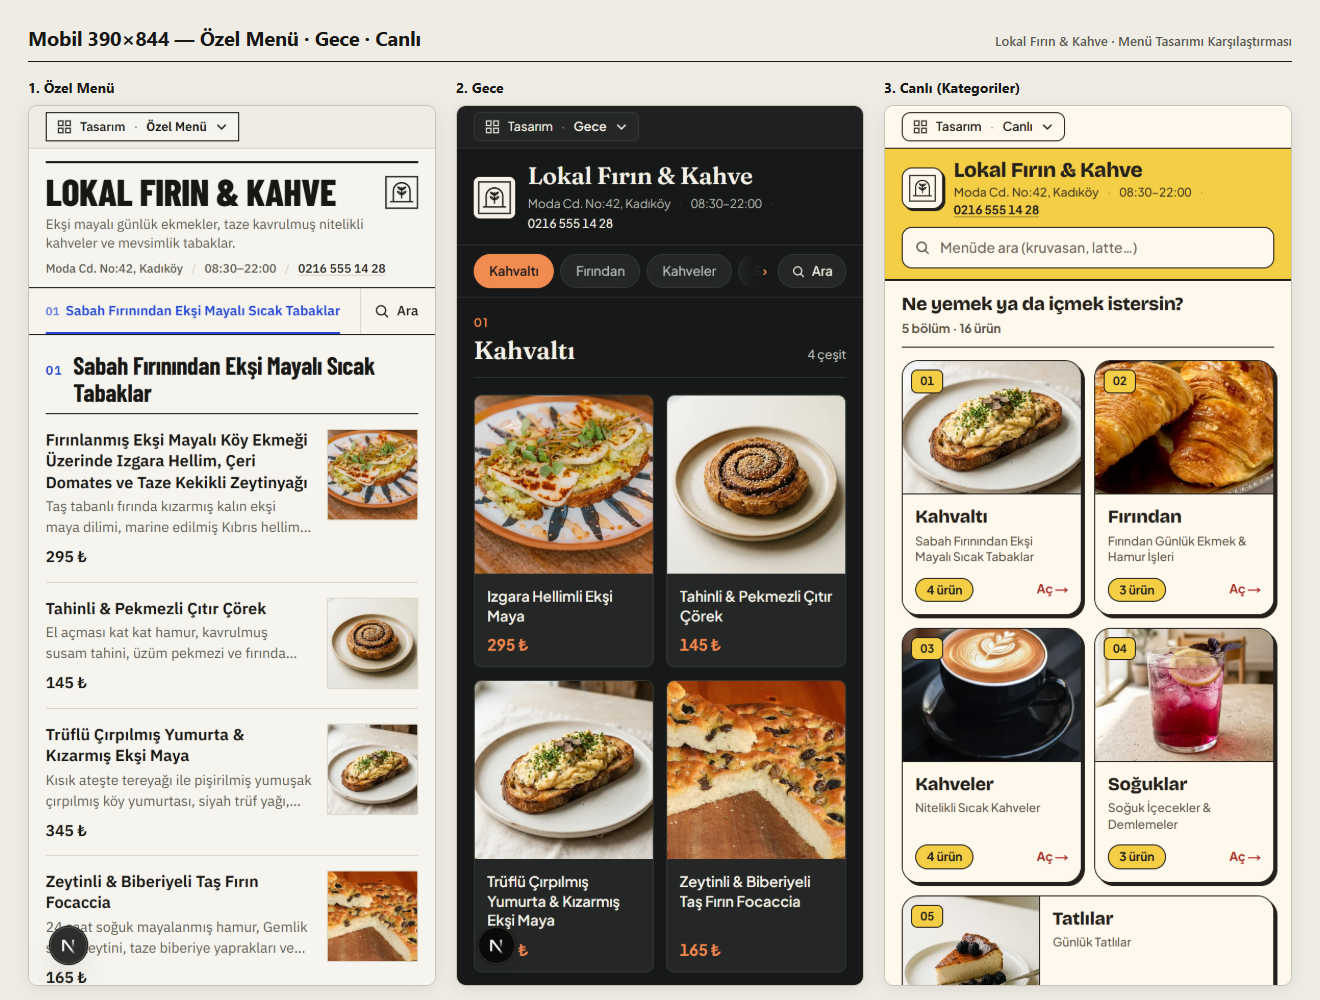 Mobil 390×844 — Özel Menü · Gece · Canlı
Lokal Fırın & Kahve · Menü Tasarımı Karşılaştırması
1. Özel Menü
Tasarım · Özel Menü
LOKAL FIRIN & KAHVE
Ekşi mayalı günlük ekmekler, taze kavrulmuş nitelikli
kahveler ve mevsimlik tabaklar.
Moda Cd. No:42, Kadıköy / 08:30–22:00 / 0216 555 14 28
01 Sabah Fırınından Ekşi Mayalı Sıcak Tabaklar
Ara
01 Sabah Fırınından Ekşi Mayalı Sıcak
Tabaklar
Fırınlanmış Ekşi Mayalı Köy Ekmeği
Üzerinde Izgara Hellim, Çeri
Domates ve Taze Kekikli Zeytinyağı
Taş tabanlı fırında kızarmış kalın ekşi
maya dilimi, marine edilmiş Kıbrıs hellim...
295 ₺
Tahinli & Pekmezli Çıtır Çörek
El açması kat kat hamur, kavrulmuş
susam tahini, üzüm pekmezi ve fırında...
145 ₺
Trüflü Çırpılmış Yumurta &
Kızarmış Ekşi Maya
Kısık ateşte tereyağı ile pişirilmiş yumuşak
çırpılmış köy yumurtası, siyah trüf yağı,...
345 ₺
Zeytinli & Biberiyeli Taş Fırın
Focaccia
soğuk mayalanmış hamur, Gemlik
taze biberiye yaprakları ve...
165 ₺
N
2. Gece
Tasarım · Gece
Lokal Fırın & Kahve
Moda Cd. No:42, Kadıköy · 08:30–22:00 ·
0216 555 14 28
Kahvaltı
Fırından
Kahveler
›
Ara
01
Kahvaltı
4 çeşit
Izgara Hellimli Ekşi
Maya
295 ₺
Tahinli & Pekmezli Çıtır
Çörek
145 ₺
Trüflü Çırpılmış
Yumurta & Kızarmış
Ekşi Maya
₺
N
Zeytinli & Biberiyeli
Taş Fırın Focaccia
165 ₺
3. Canlı (Kategoriler)
Tasarım · Canlı
Lokal Fırın & Kahve
Moda Cd. No:42, Kadıköy · 08:30–22:00 ·
0216 555 14 28
Menüde ara (kruvasan, latte…)
Ne yemek ya da içmek istersin?
5 bölüm · 16 ürün
01
Kahvaltı
Sabah Fırınından Ekşi
Mayalı Sıcak Tabaklar
4 ürün
Aç →
02
Fırından
Fırından Günlük Ekmek &
Hamur İşleri
3 ürün
Aç →
03
Kahveler
Nitelikli Sıcak Kahveler
4 ürün
Aç →
04
Soğuklar
Soğuk İçecekler &
Demlemeler
3 ürün
Aç →
05
Tatlılar
Günlük Tatlılar